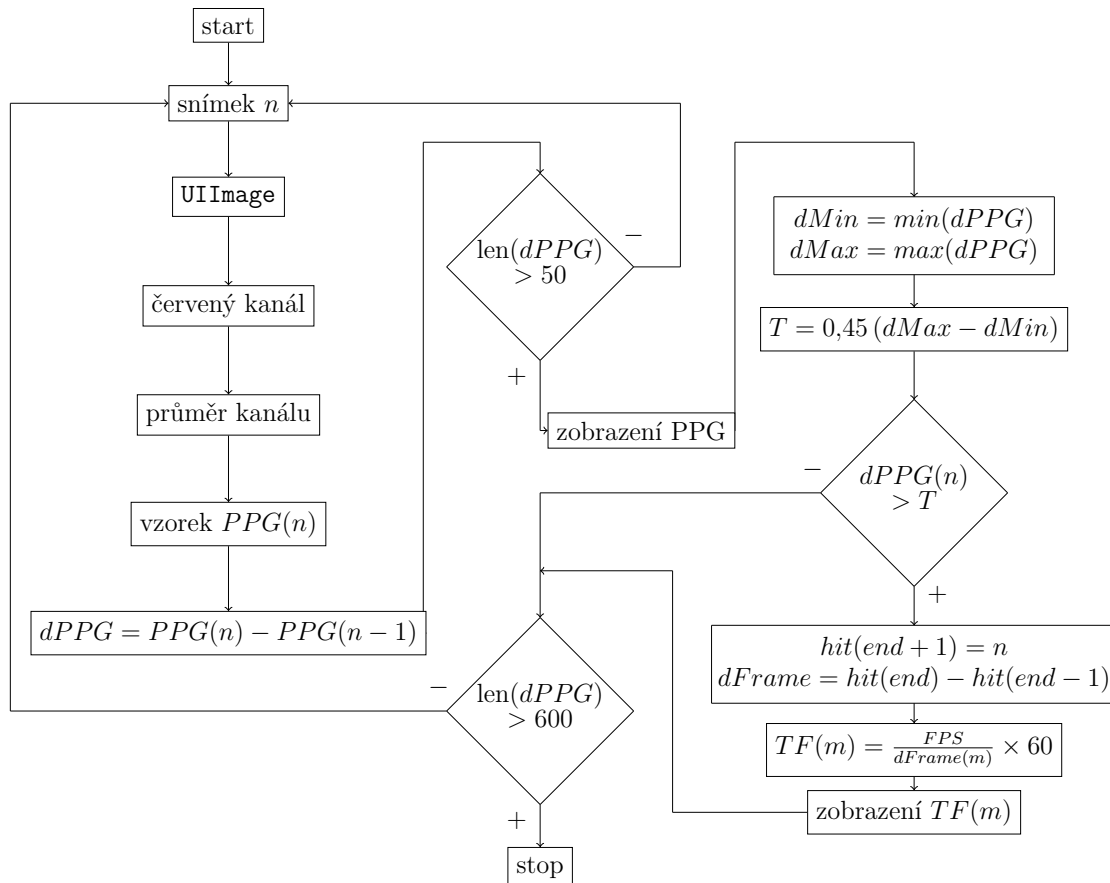 start
snímek n
UIImage
červený kanál
průměr kanálu
vzorek PPG(n)
dPPG = PPG(n) − PPG(n − 1)
len(dPPG)
> 50
−
+
zobrazení PPG
dMin = min(dPPG)
dMax = max(dPPG)
T = 0,45 (dMax − dMin)
dPPG(n)
> T
−
+
hit(end + 1) = n
dFrame = hit(end) − hit(end − 1)
TF(m) = FPS/dFrame(m) × 60
zobrazení TF(m)
len(dPPG)
> 600
−
+
stop